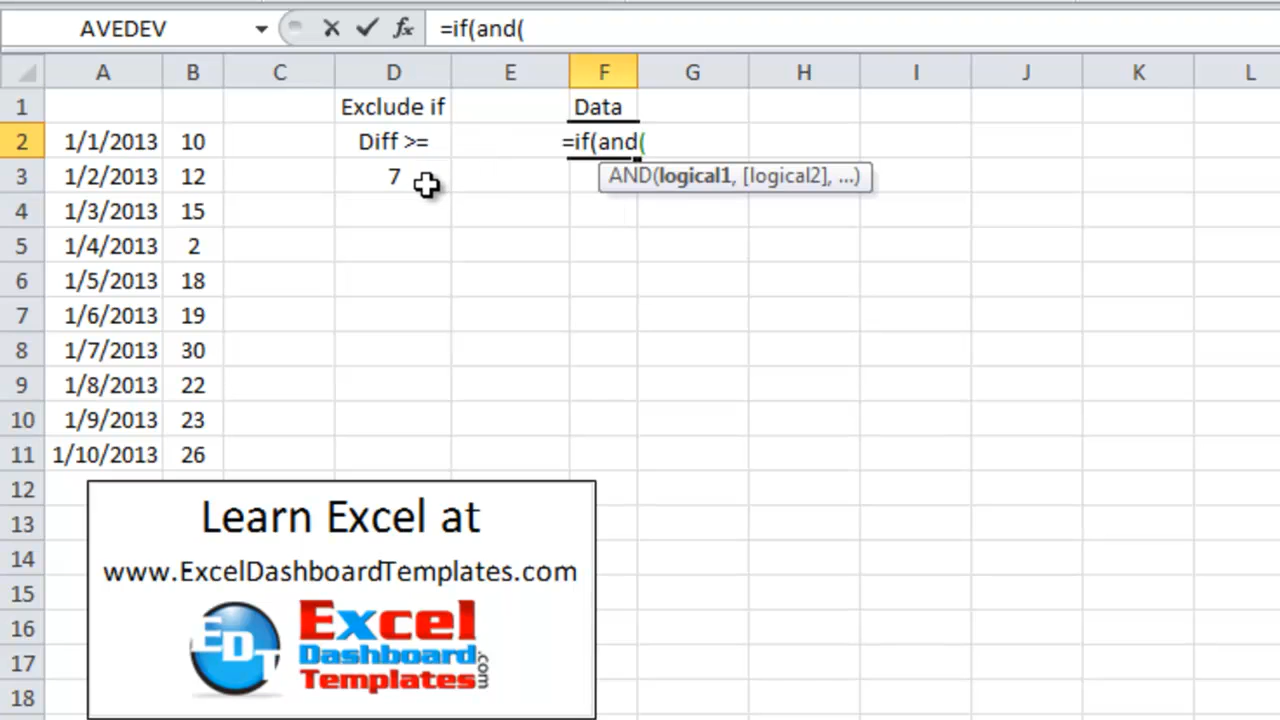 AVEDEV =if(and(
A B C D E F G H I J K L
1 Exclude if Data
2 1/1/2013 10 Diff >= =if(and(
3 1/2/2013 12 7 AND(logical1, [logical2], ...)
4 1/3/2013 15
5 1/4/2013 2
6 1/5/2013 18
7 1/6/2013 19
8 1/7/2013 30
9 1/8/2013 22
10 1/9/2013 23
11 1/10/2013 26
12
13
14
15
16
17
18
Learn Excel at
www.ExcelDashboardTemplates.com
EDT
Excel
Dashboard
Templates.com